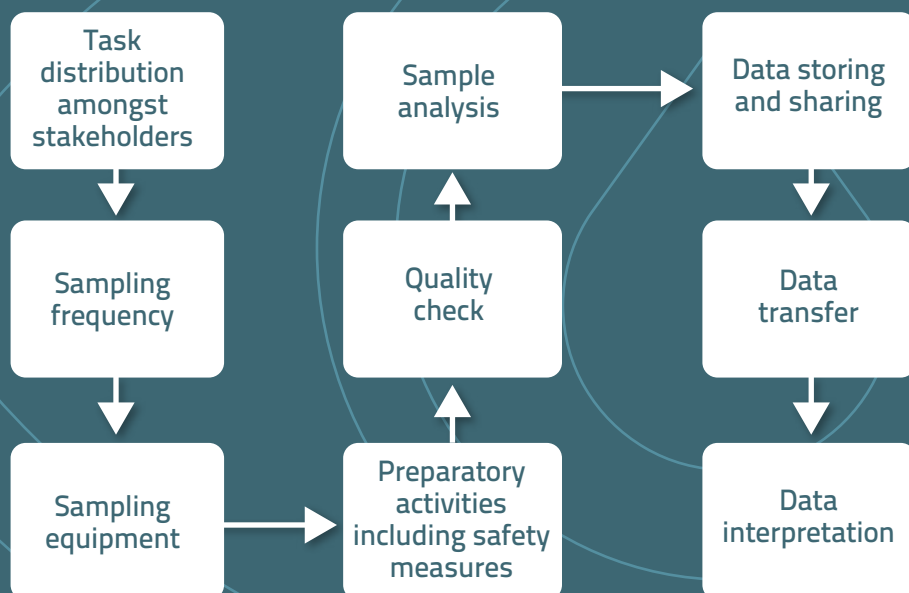 Task
distribution
amongst
stakeholders
Sampling
frequency
Sampling
equipment
Preparatory
activities
including safety
measures
Quality
check
Sample
analysis
Data storing
and sharing
Data
transfer
Data
interpretation